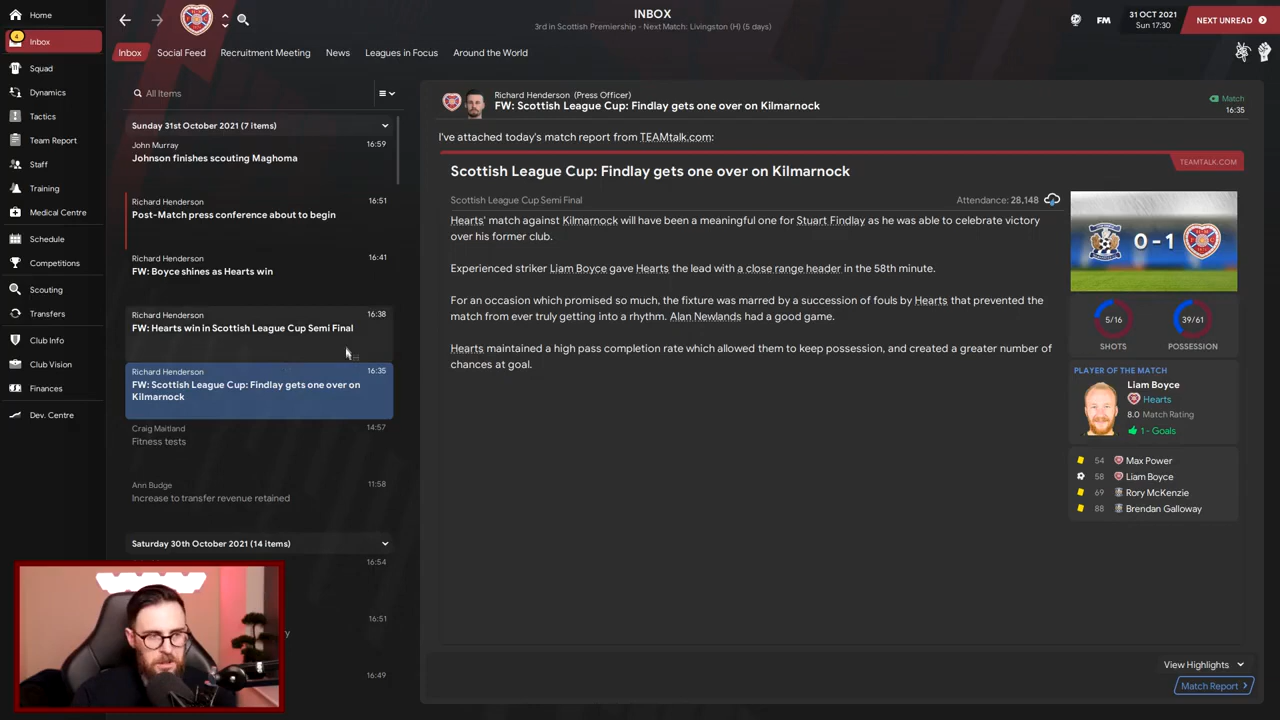 Home
INBOX
3rd in Scottish Premiership - Next Match: Livingston (H) (5 days)
FM
31 OCT 2021
Sun 17:30
NEXT UNREAD
4
Inbox
Squad
Dynamics
Tactics
Team Report
Staff
Training
Medical Centre
Schedule
Competitions
Scouting
Transfers
Club Info
Club Vision
Finances
Dev. Centre
Inbox
Social Feed
Recruitment Meeting
News
Leagues in Focus
Around the World
All Items
Sunday 31st October 2021 (7 items)
John Murray
16:59
Johnson finishes scouting Maghoma
Richard Henderson
16:51
Post-Match press conference about to begin
Richard Henderson
16:41
FW: Boyce shines as Hearts win
Richard Henderson
16:38
FW: Hearts win in Scottish League Cup Semi Final
Richard Henderson
16:35
FW: Scottish League Cup: Findlay gets one over on
Kilmarnock
Craig Maitland
14:57
Fitness tests
Ann Budge
11:58
Increase to transfer revenue retained
Saturday 30th October 2021 (14 items)
16:54
16:51
16:49
Richard Henderson (Press Officer)
FW: Scottish League Cup: Findlay gets one over on Kilmarnock
Match
16:35
I've attached today's match report from TEAMtalk.com:
TEAMTALK.COM
Scottish League Cup: Findlay gets one over on Kilmarnock
Scottish League Cup Semi Final
Attendance: 28,148
Hearts' match against Kilmarnock will have been a meaningful one for Stuart Findlay as he was able to celebrate victory
over his former club.
Experienced striker Liam Boyce gave Hearts the lead with a close range header in the 58th minute.
For an occasion which promised so much, the fixture was marred by a succession of fouls by Hearts that prevented the
match from ever truly getting into a rhythm. Alan Newlands had a good game.
Hearts maintained a high pass completion rate which allowed them to keep possession, and created a greater number of
chances at goal.
0 - 1
5/16
SHOTS
39/61
POSSESSION
PLAYER OF THE MATCH
Liam Boyce
Hearts
8.0 Match Rating
1 - Goals
54 Max Power
58 Liam Boyce
69 Rory McKenzie
88 Brendan Galloway
View Highlights
Match Report